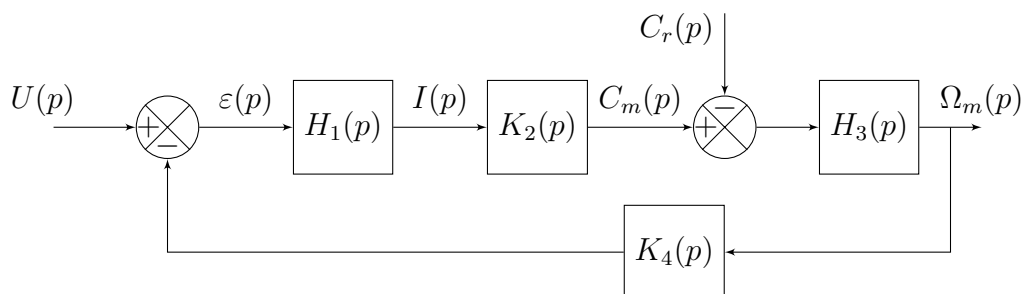 C_r(p)
U(p) ε(p) I(p) C_m(p) Ω_m(p)
+ − H_1(p) K_2(p) + − H_3(p)
K_4(p)